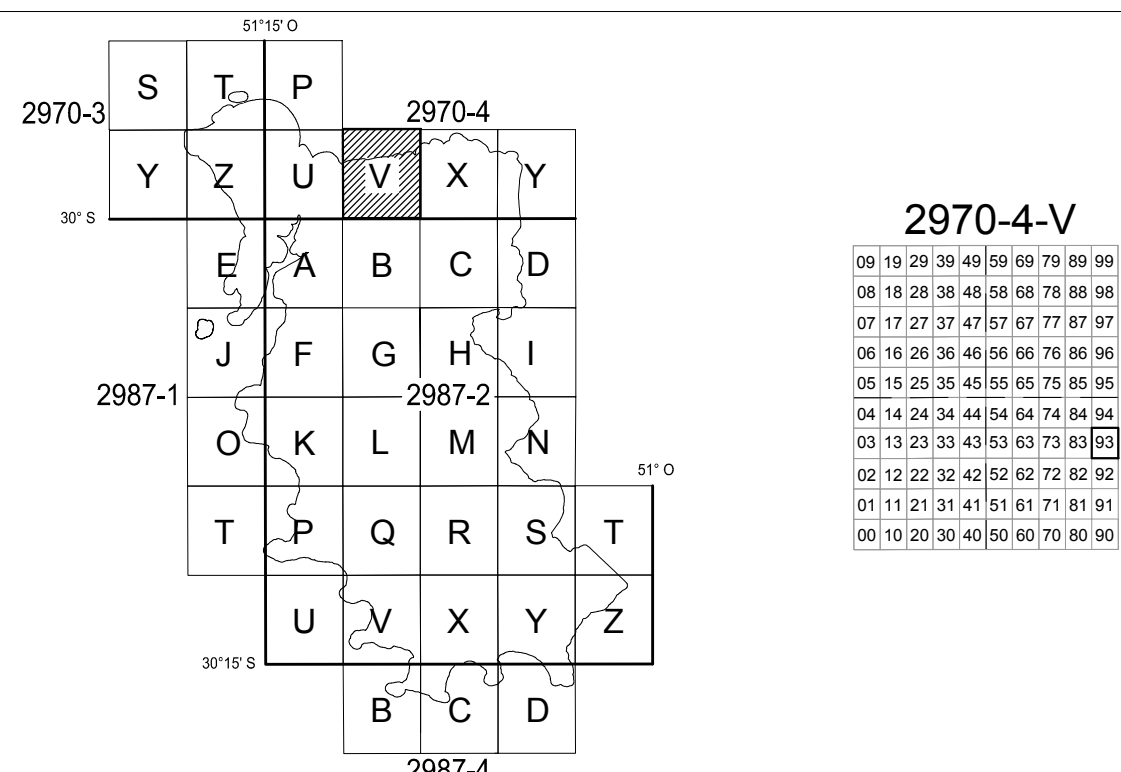 51°15' O
S T P
2970-3
2970-4
Y Z U V X Y
30° S
E A B C D
J F G H I
2987-1
2987-2
O K L M N
51° O
T P Q R S T
U V X Y Z
30°15' S
B C D
2987-4
2970-4-V
09 19 29 39 49 59 69 79 89 99
08 18 28 38 48 58 68 78 88 98
07 17 27 37 47 57 67 77 87 97
06 16 26 36 46 56 66 76 86 96
05 15 25 35 45 55 65 75 85 95
04 14 24 34 44 54 64 74 84 94
03 13 23 33 43 53 63 73 83 93
02 12 22 32 42 52 62 72 82 92
01 11 21 31 41 51 61 71 81 91
00 10 20 30 40 50 60 70 80 90